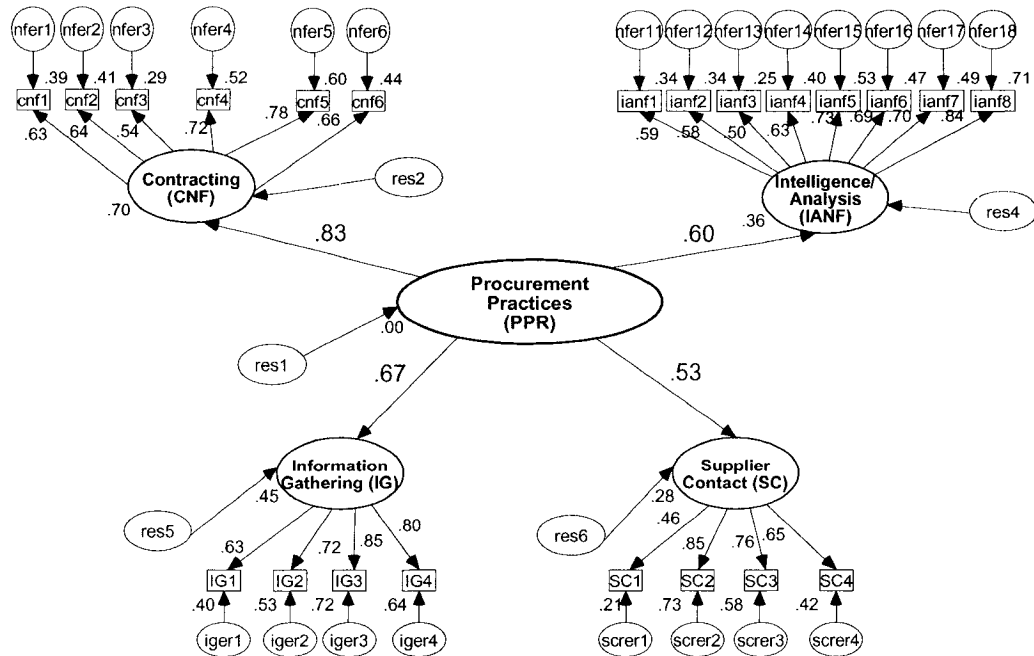 nfer1 nfer2 nfer3 nfer4 nfer5 nfer6 nfer11 nfer12 nfer13 nfer14 nfer15 nfer16 nfer17 nfer18
.39 .41 .29 .52 .60 .44 .34 .34 .25 .40 .53 .47 .49 .71
cnf1 cnf2 cnf3 cnf4 cnf5 cnf6 ianf1 ianf2 ianf3 ianf4 ianf5 ianf6 ianf7 ianf8
.63 .64 .54 .72 .78 .66 .59 .58 .50 .63 .73 .69 .70 .84
Contracting
(CNF)
.70
res2
Intelligence/
Analysis
(IANF)
.36
res4
.83
.60
Procurement
Practices
(PPR)
.00
res1
.67
.53
Information
Gathering (IG)
.45
res5
Supplier
Contact (SC)
.28
res6
.63 .72 .85 .80 .46 .85 .76 .65
IG1 IG2 IG3 IG4 SC1 SC2 SC3 SC4
.40 .53 .72 .64 .21 .73 .58 .42
iger1 iger2 iger3 iger4 screr1 screr2 screr3 screr4